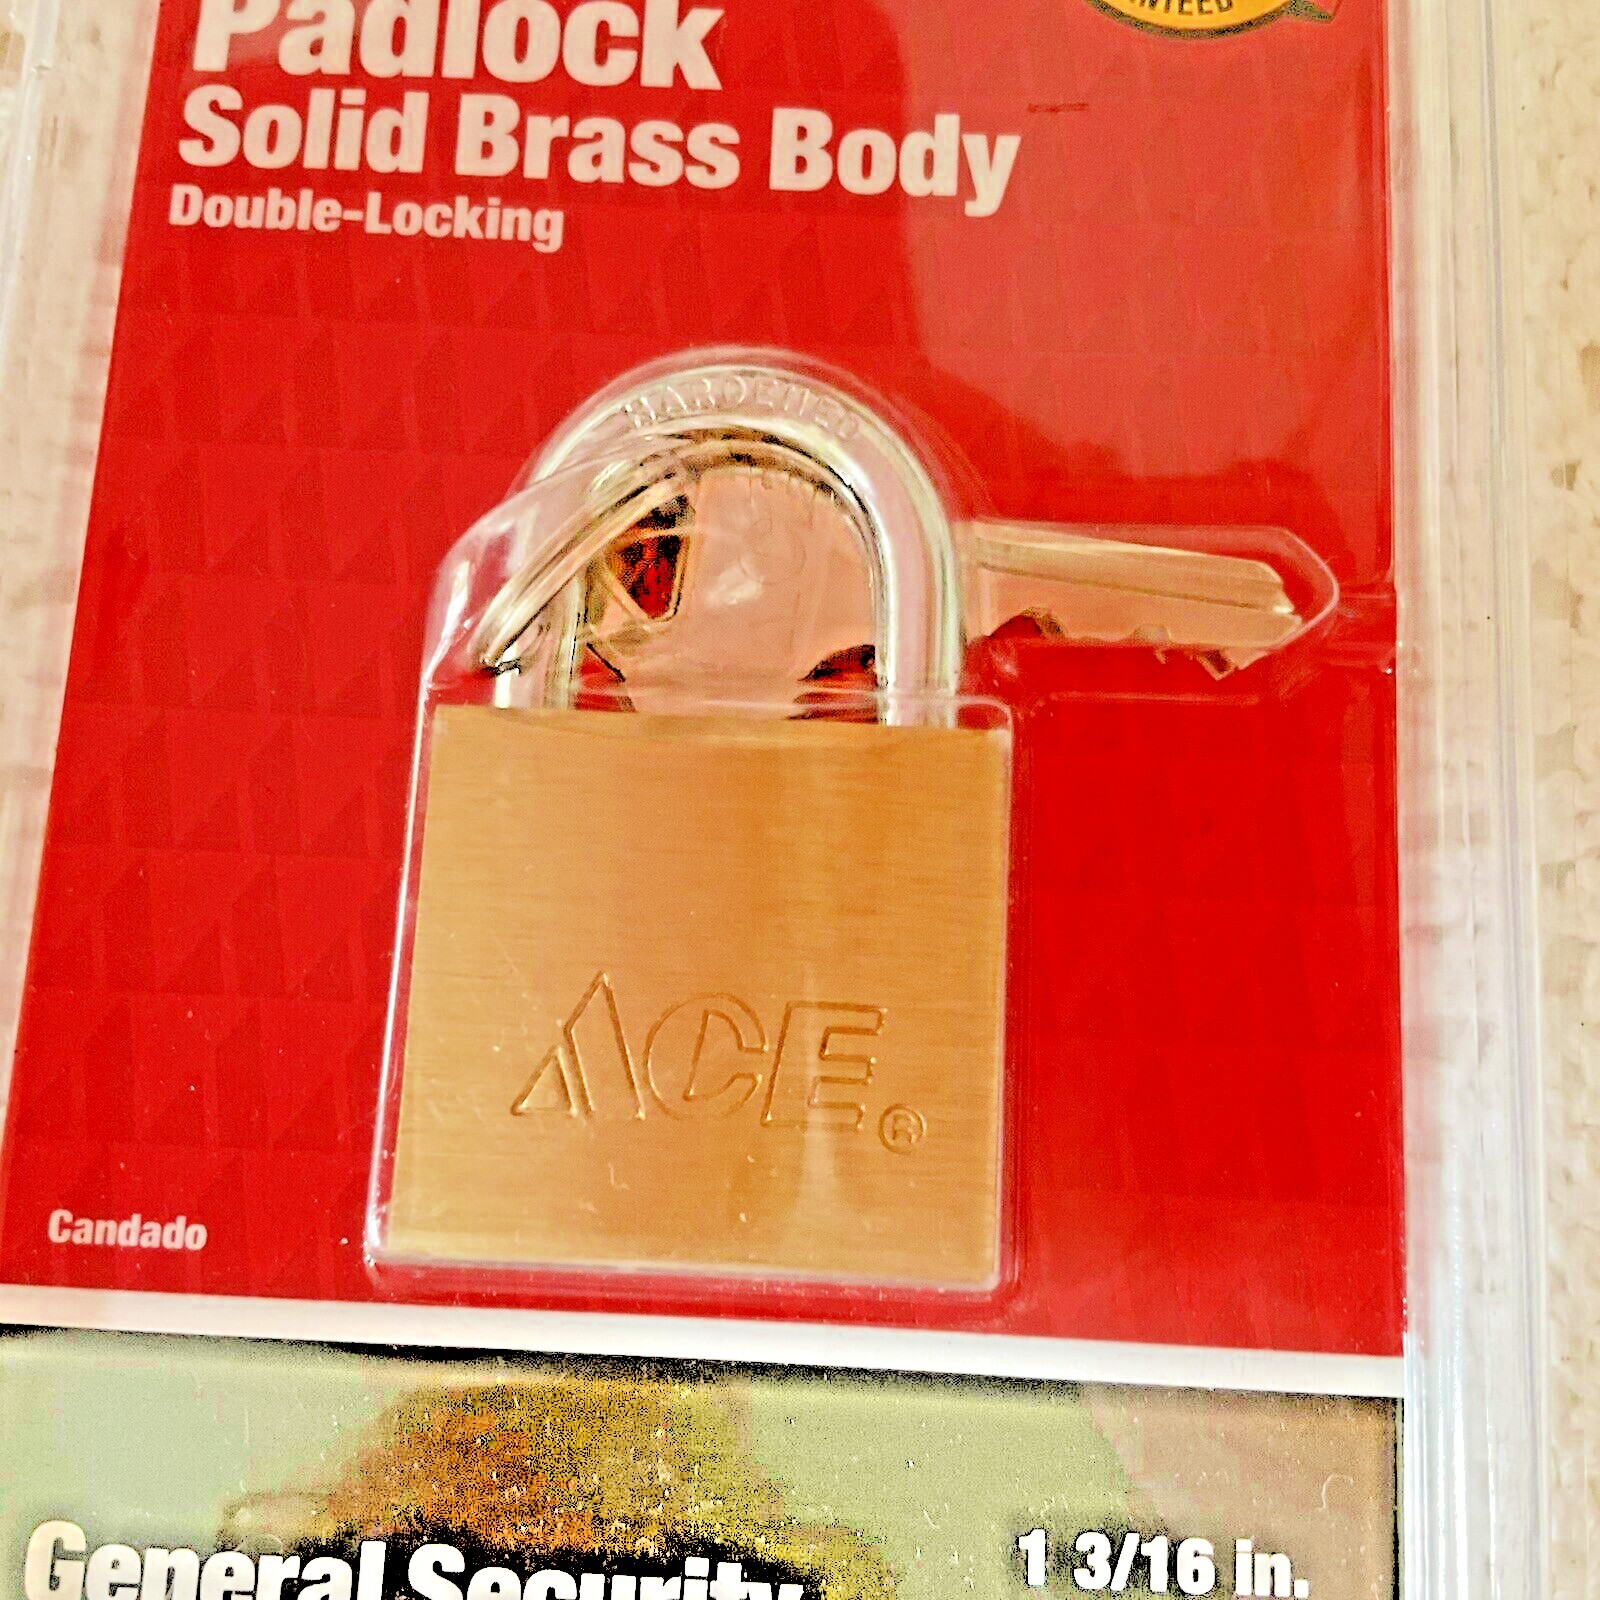 Padlock
Solid Brass Body
Double-Locking
HARDENED
ACE®
Candado
General Security
1 3/16 in.